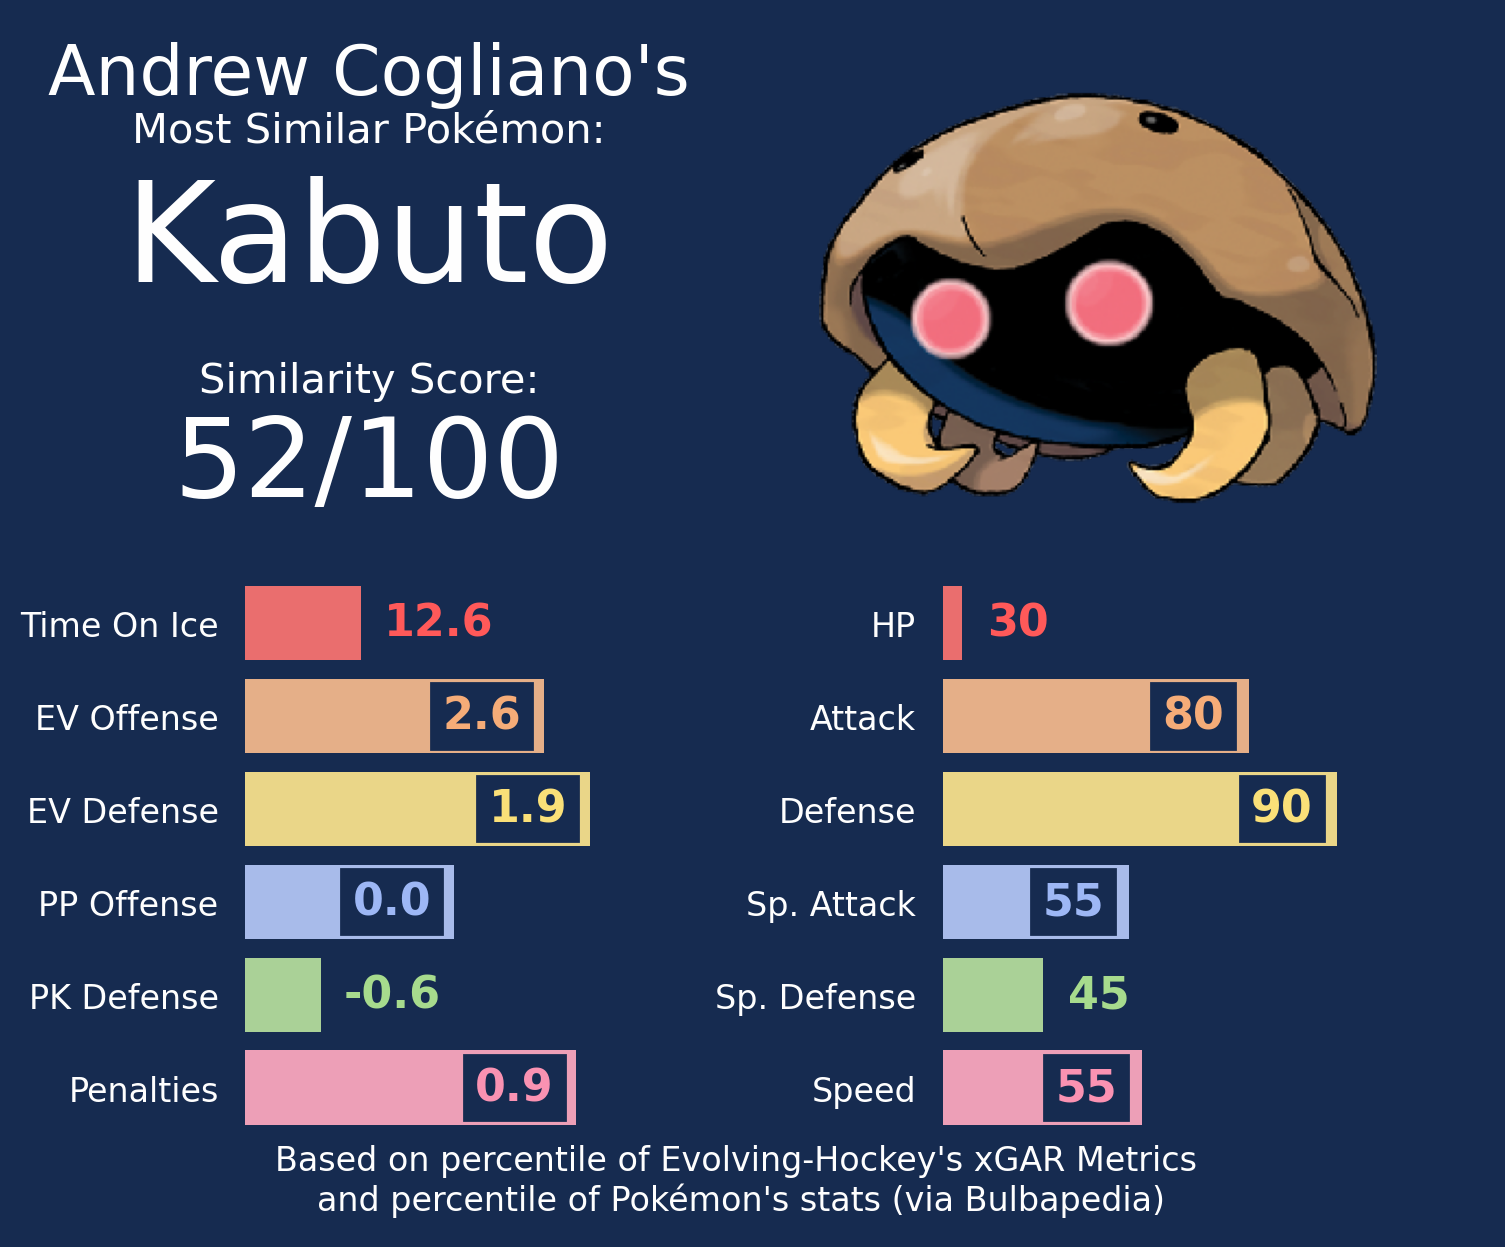 Andrew Cogliano's
Most Similar Pokémon:
Kabuto
Similarity Score:
52/100
Time On Ice 12.6
EV Offense 2.6
EV Defense 1.9
PP Offense 0.0
PK Defense -0.6
Penalties 0.9
HP 30
Attack 80
Defense 90
Sp. Attack 55
Sp. Defense 45
Speed 55
Based on percentile of Evolving-Hockey's xGAR Metrics
and percentile of Pokémon's stats (via Bulbapedia)